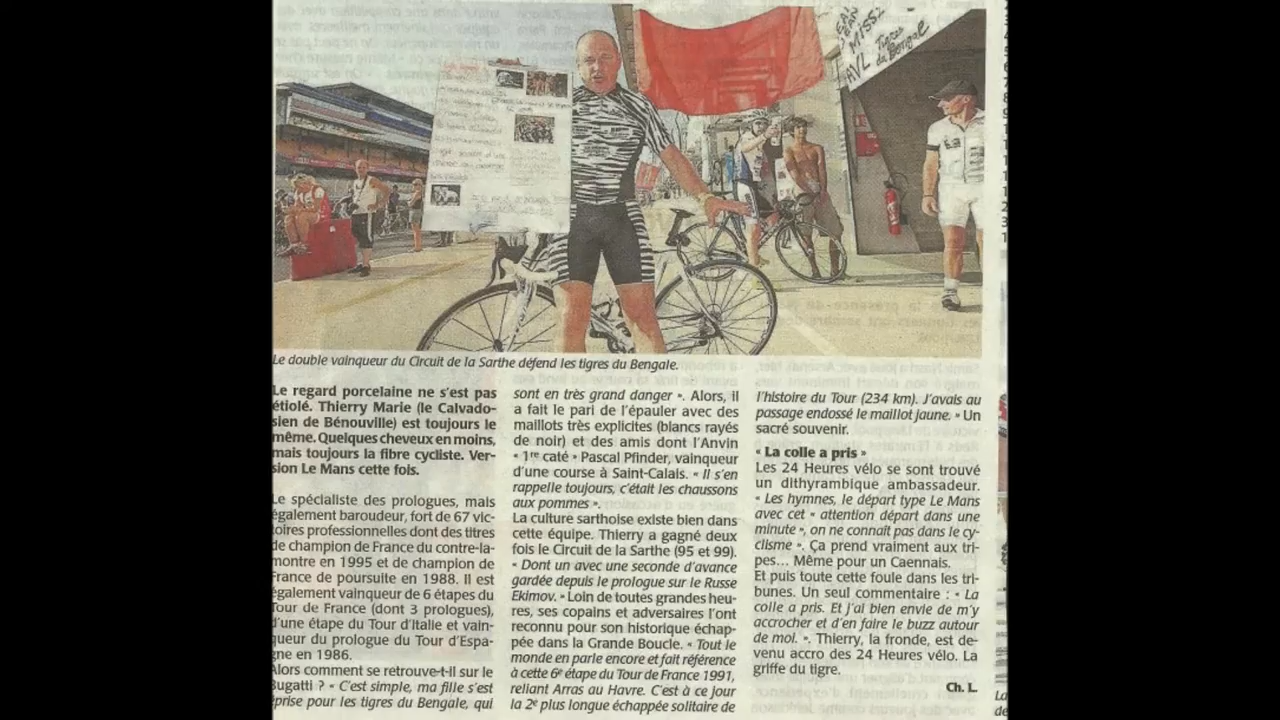 JEAN
MISSI
AVL
Tigres
du Bengale
Le double vainqueur du Circuit de la Sarthe défend les tigres du Bengale.
Le regard porcelaine ne s'est pas
étiolé. Thierry Marie (le Calvado-
sien de Bénouville) est toujours le
même. Quelques cheveux en moins,
mais toujours la fibre cycliste. Ver-
sion Le Mans cette fois.
Le spécialiste des prologues, mais
également baroudeur, fort de 67 vic-
toires professionnelles dont des titres
de champion de France du contre-la-
montre en 1995 et de champion de
France de poursuite en 1988. Il est
également vainqueur de 6 étapes du
Tour de France (dont 3 prologues),
d'une étape du Tour d'Italie et vain-
queur du prologue du Tour d'Espa-
gne en 1986.
Alors comment se retrouve-t-il sur le
Bugatti ? « C'est simple, ma fille s'est
éprise pour les tigres du Bengale, qui
sont en très grand danger ». Alors, il
a fait le pari de l'épauler avec des
maillots très explicites (blancs rayés
de noir) et des amis dont l'Anvin
« 1re caté » Pascal Pfinder, vainqueur
d'une course à Saint-Calais. « Il s'en
rappelle toujours, c'était les chaussons
aux pommes ».
La culture sarthoise existe bien dans
cette équipe. Thierry a gagné deux
fois le Circuit de la Sarthe (95 et 99).
« Dont un avec une seconde d'avance
gardée depuis le prologue sur le Russe
Ekimov. » Loin de toutes grandes heu-
res, ses copains et adversaires l'ont
reconnu pour son historique échap-
pée dans la Grande Boucle. « Tout le
monde en parle encore et fait référence
à cette 6e étape du Tour de France 1991,
reliant Arras au Havre. C'est à ce jour
la 2e plus longue échappée solitaire de
l'histoire du Tour (234 km). J'avais au
passage endossé le maillot jaune. » Un
sacré souvenir.
« La colle a pris »
Les 24 Heures vélo se sont trouvé
un dithyrambique ambassadeur.
« Les hymnes, le départ type Le Mans
avec cet « attention départ dans une
minute », on ne connaît pas dans le cy-
clisme ». Ça prend vraiment aux tri-
pes... Même pour un Caennais.
Et puis toute cette foule dans les tri-
bunes. Un seul commentaire : « La
colle a pris. Et j'ai bien envie de m'y
accrocher et d'en faire le buzz autour
de moi. ». Thierry, la fronde, est de-
venu accro des 24 Heures vélo. La
griffe du tigre.
Ch. L.